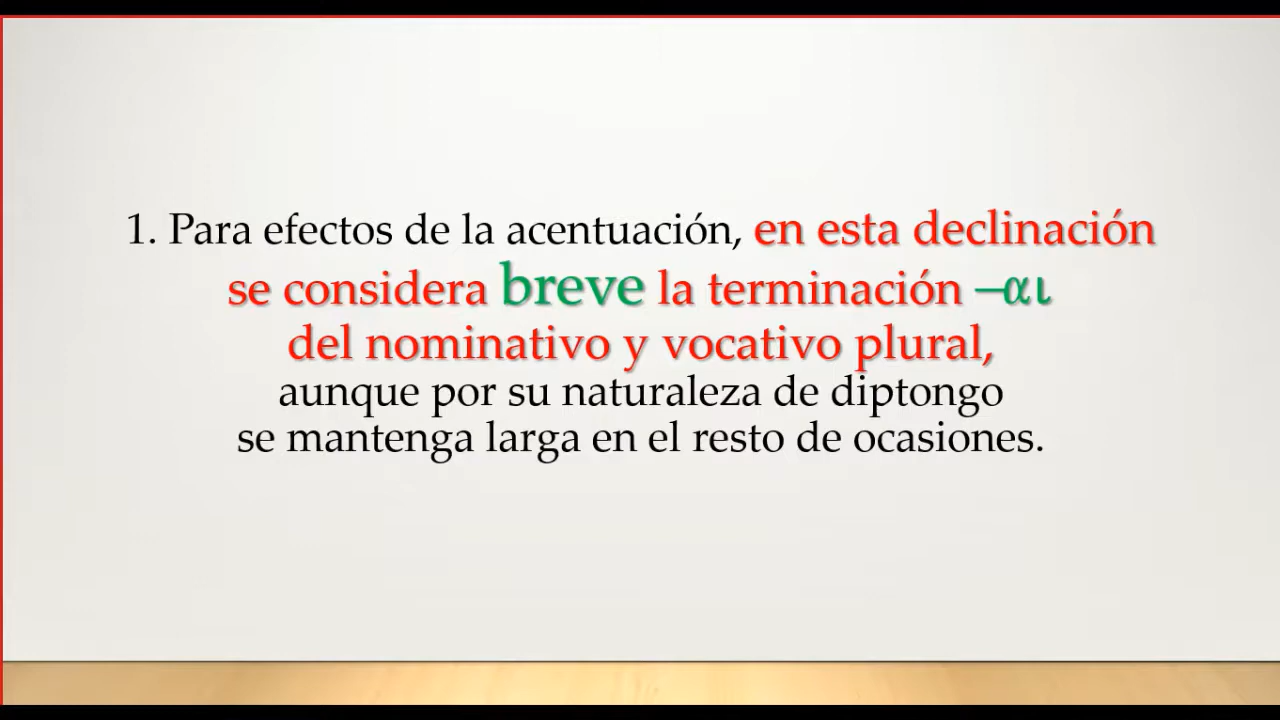 1. Para efectos de la acentuación, en esta declinación
se considera breve la terminación –αι
del nominativo y vocativo plural,
aunque por su naturaleza de diptongo
se mantenga larga en el resto de ocasiones.